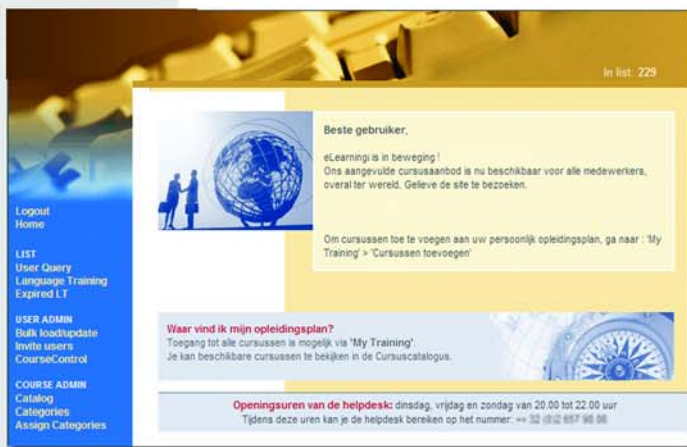 In list: 229
Logout
Home
LIST
User Query
Language Training
Expired LT
USER ADMIN
Bulk load/update
Invite users
CourseControl
COURSE ADMIN
Catalog
Categories
Assign Categories
Beste gebruiker,
eLearning is in beweging !
Ons aangevulde cursusaanbod is nu beschikbaar voor alle medewerkers,
overal ter wereld. Gelieve de site te bezoeken.
Om cursussen toe te voegen aan uw persoonlijk opleidingsplan, ga naar : 'My
Training' > 'Cursussen toevoegen'
Waar vind ik mijn opleidingsplan?
Toegang tot alle cursussen is mogelijk via 'My Training'.
Je kan beschikbare cursussen te bekijken in de Cursuscatalogus.
Openingsuren van de helpdesk: dinsdag, vrijdag en zondag van 20.00 tot 22.00 uur
Tijdens deze uren kan je de helpdesk bereiken op het nummer: